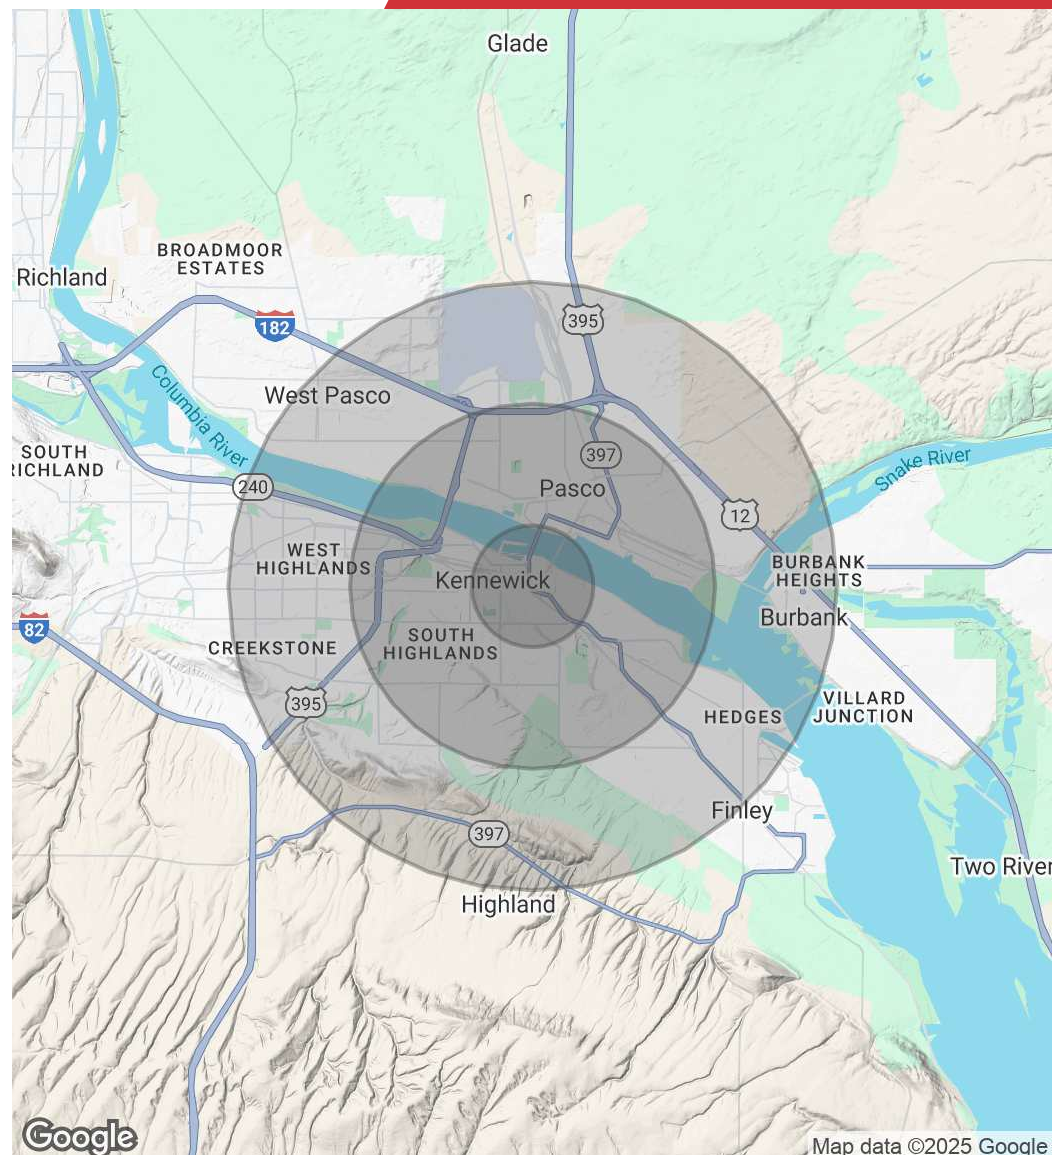 Glade
BROADMOOR
ESTATES
Richland
182
395
West Pasco
Columbia River
SOUTH
RICHLAND
397
Snake River
240
Pasco
12
WEST
HIGHLANDS
BURBANK
HEIGHTS
Kennewick
82
Burbank
CREEKSTONE
SOUTH
HIGHLANDS
395
VILLARD
JUNCTION
HEDGES
Finley
397
Two River
Highland
Google
Map data ©2025 Google